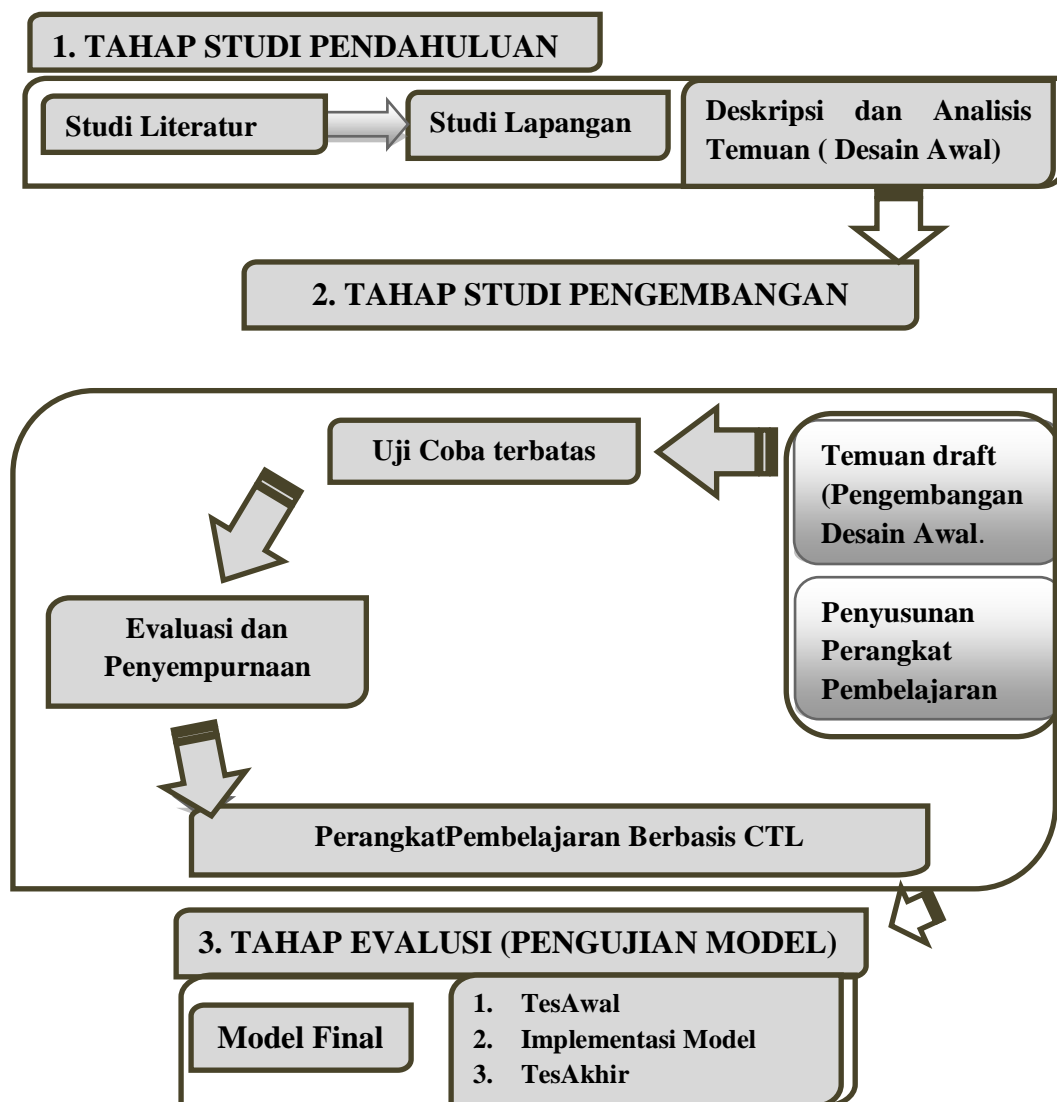 1. TAHAP STUDI PENDAHULUAN
Studi Literatur
Studi Lapangan
Deskripsi dan Analisis
Temuan ( Desain Awal)
2. TAHAP STUDI PENGEMBANGAN
Uji Coba terbatas
Temuan draft
(Pengembangan
Desain Awal.
Penyusunan
Perangkat
Pembelajaran
Evaluasi dan
Penyempurnaan
PerangkatPembelajaran Berbasis CTL
3. TAHAP EVALUSI (PENGUJIAN MODEL)
Model Final
1. TesAwal
2. Implementasi Model
3. TesAkhir